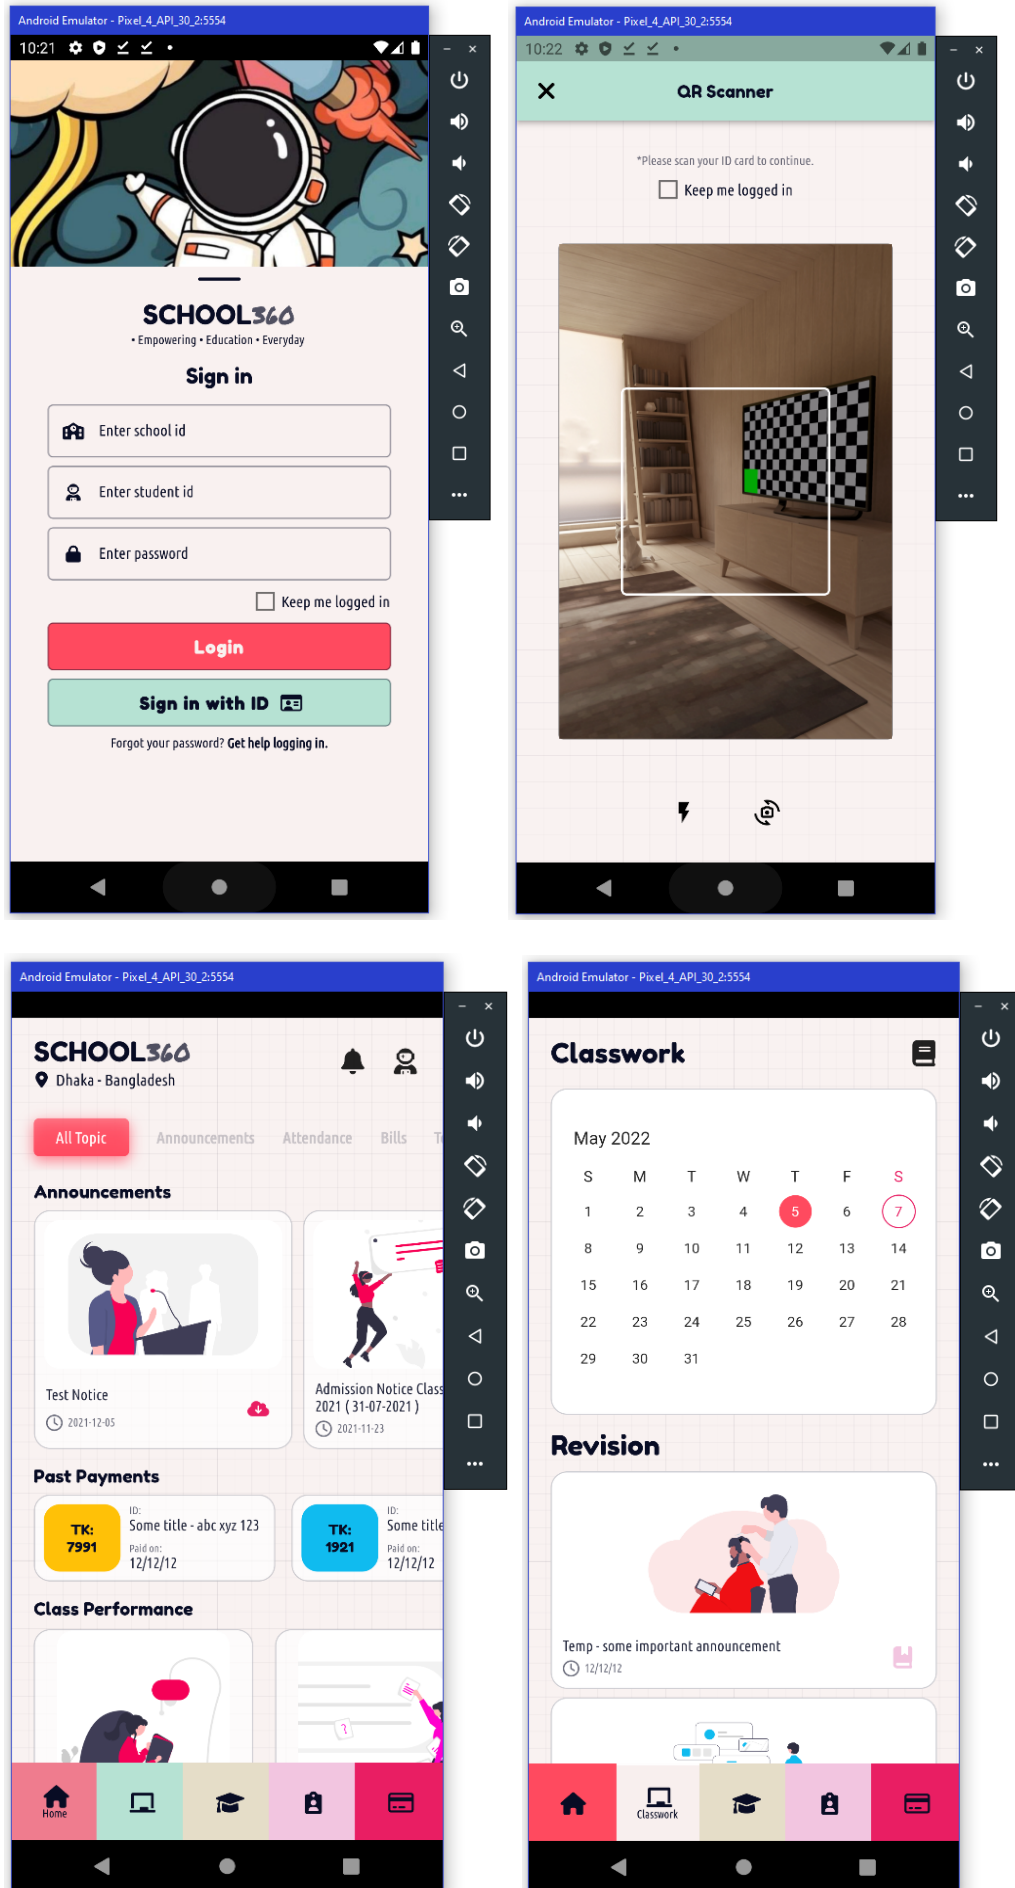 Android Emulator - Pixel_4_API_30_2:5554
10:21
SCHOOL360
• Empowering • Education • Everyday
Sign in
Enter school id
Enter student id
Enter password
Keep me logged in
Login
Sign in with ID
Forgot your password? Get help logging in.
Android Emulator - Pixel_4_API_30_2:5554
10:22
QR Scanner
*Please scan your ID card to continue.
Keep me logged in
Android Emulator - Pixel_4_API_30_2:5554
SCHOOL360
Dhaka - Bangladesh
All Topic Announcements Attendance Bills
Announcements
Test Notice
2021-12-05
Admission Notice Class
2021 ( 31-07-2021 )
2021-11-23
Past Payments
TK:
7991
ID:
Some title - abc xyz 123
Paid on:
12/12/12
TK:
1921
ID:
Some title
Paid on:
12/12/12
Class Performance
?
Home
Android Emulator - Pixel_4_API_30_2:5554
Classwork
May 2022
S M T W T F S
1 2 3 4 5 6 7
8 9 10 11 12 13 14
15 16 17 18 19 20 21
22 23 24 25 26 27 28
29 30 31
Revision
Temp - some important announcement
12/12/12
Classwork